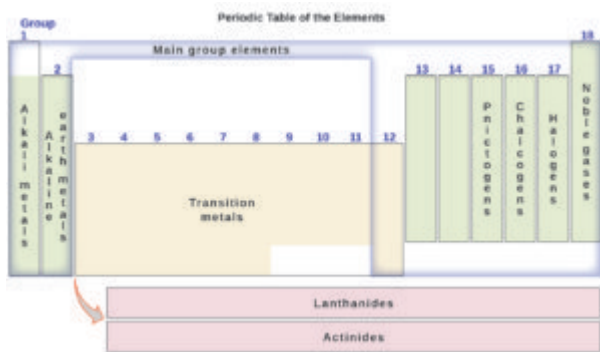 Periodic Table of the Elements
Group
1
18
Main group elements
2
13 14 15 16 17
3 4 5 6 7 8 9 10 11 12
Alkali metals
Alkaline
earth metals
Pnictogens
Chalcogens
Halogens
Noble gases
Transition
metals
Lanthanides
Actinides